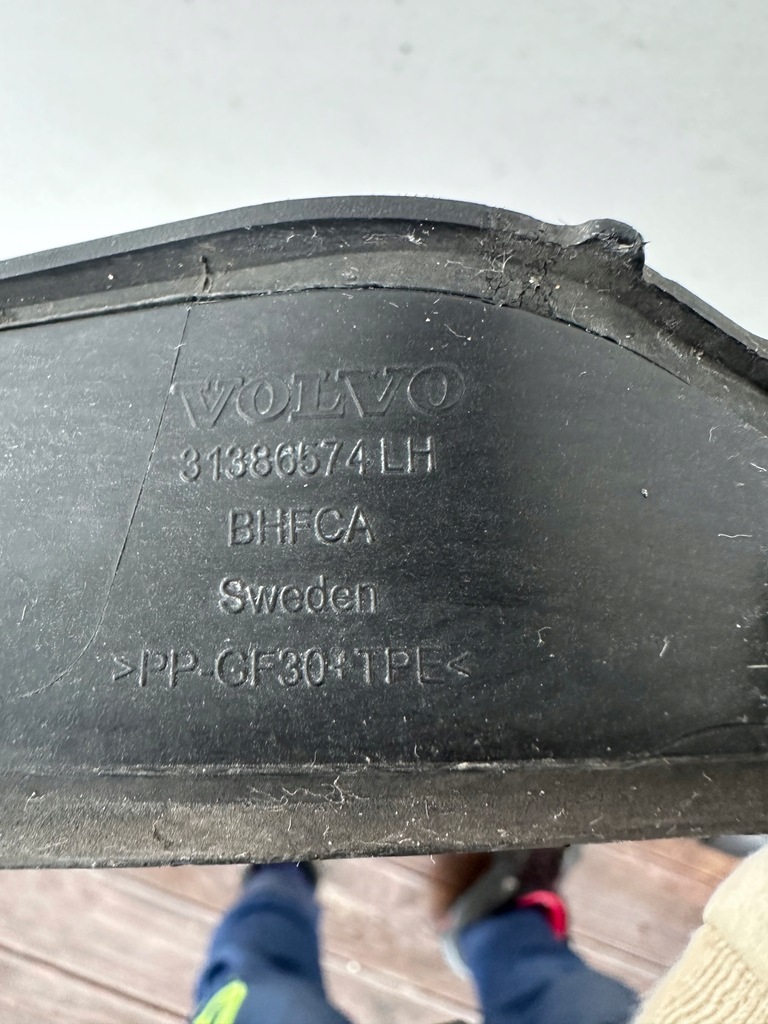 VOLVO
31386574 LH
BHFCA
Sweden
>PP-GF30+TPE<